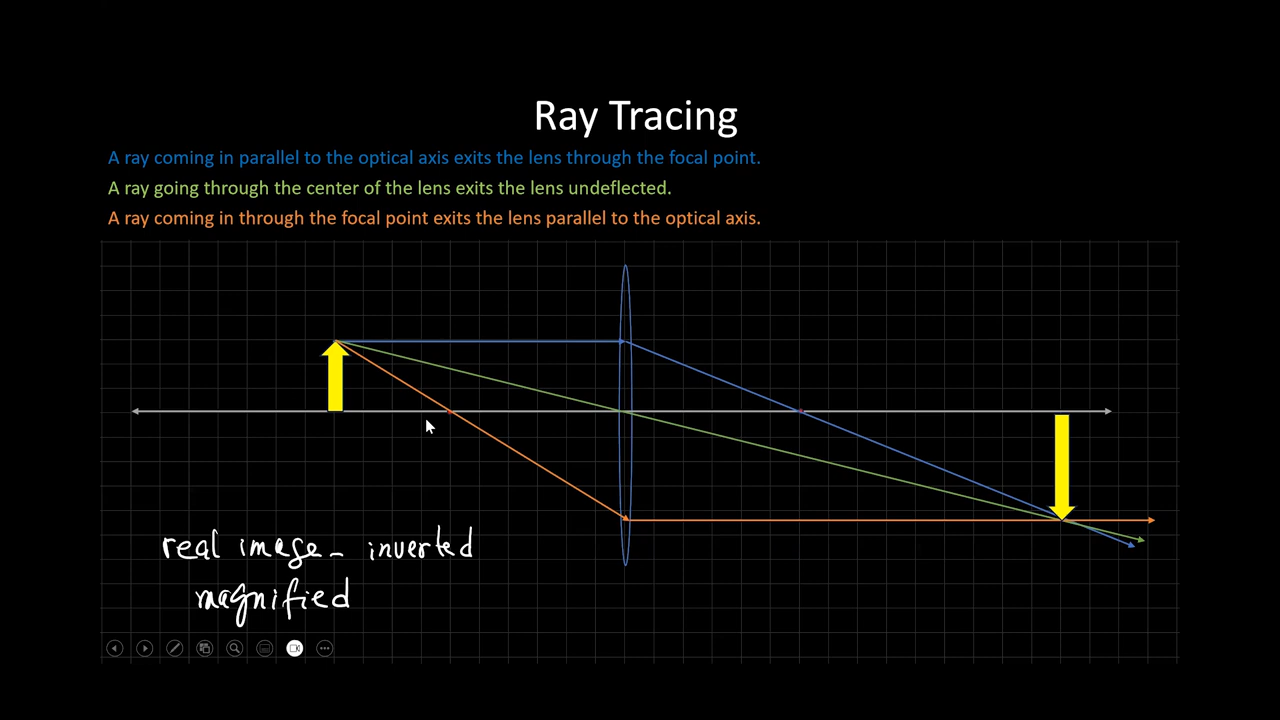 Ray Tracing
A ray coming in parallel to the optical axis exits the lens through the focal point.
A ray going through the center of the lens exits the lens undeflected.
A ray coming in through the focal point exits the lens parallel to the optical axis.
real image - inverted
magnified